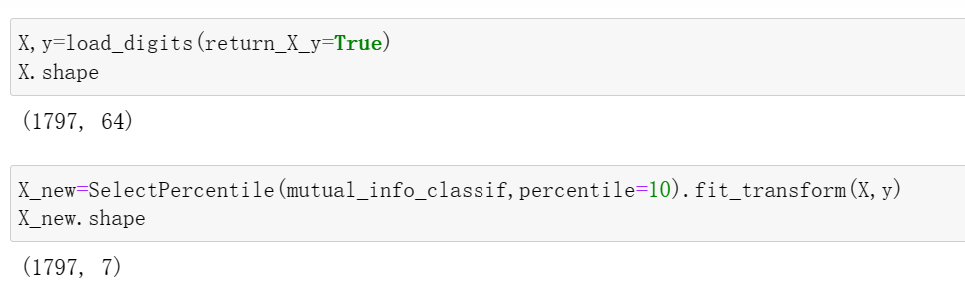 X,y=load_digits(return_X_y=True)
X.shape
(1797, 64)
X_new=SelectPercentile(mutual_info_classif,percentile=10).fit_transform(X,y)
X_new.shape
(1797, 7)